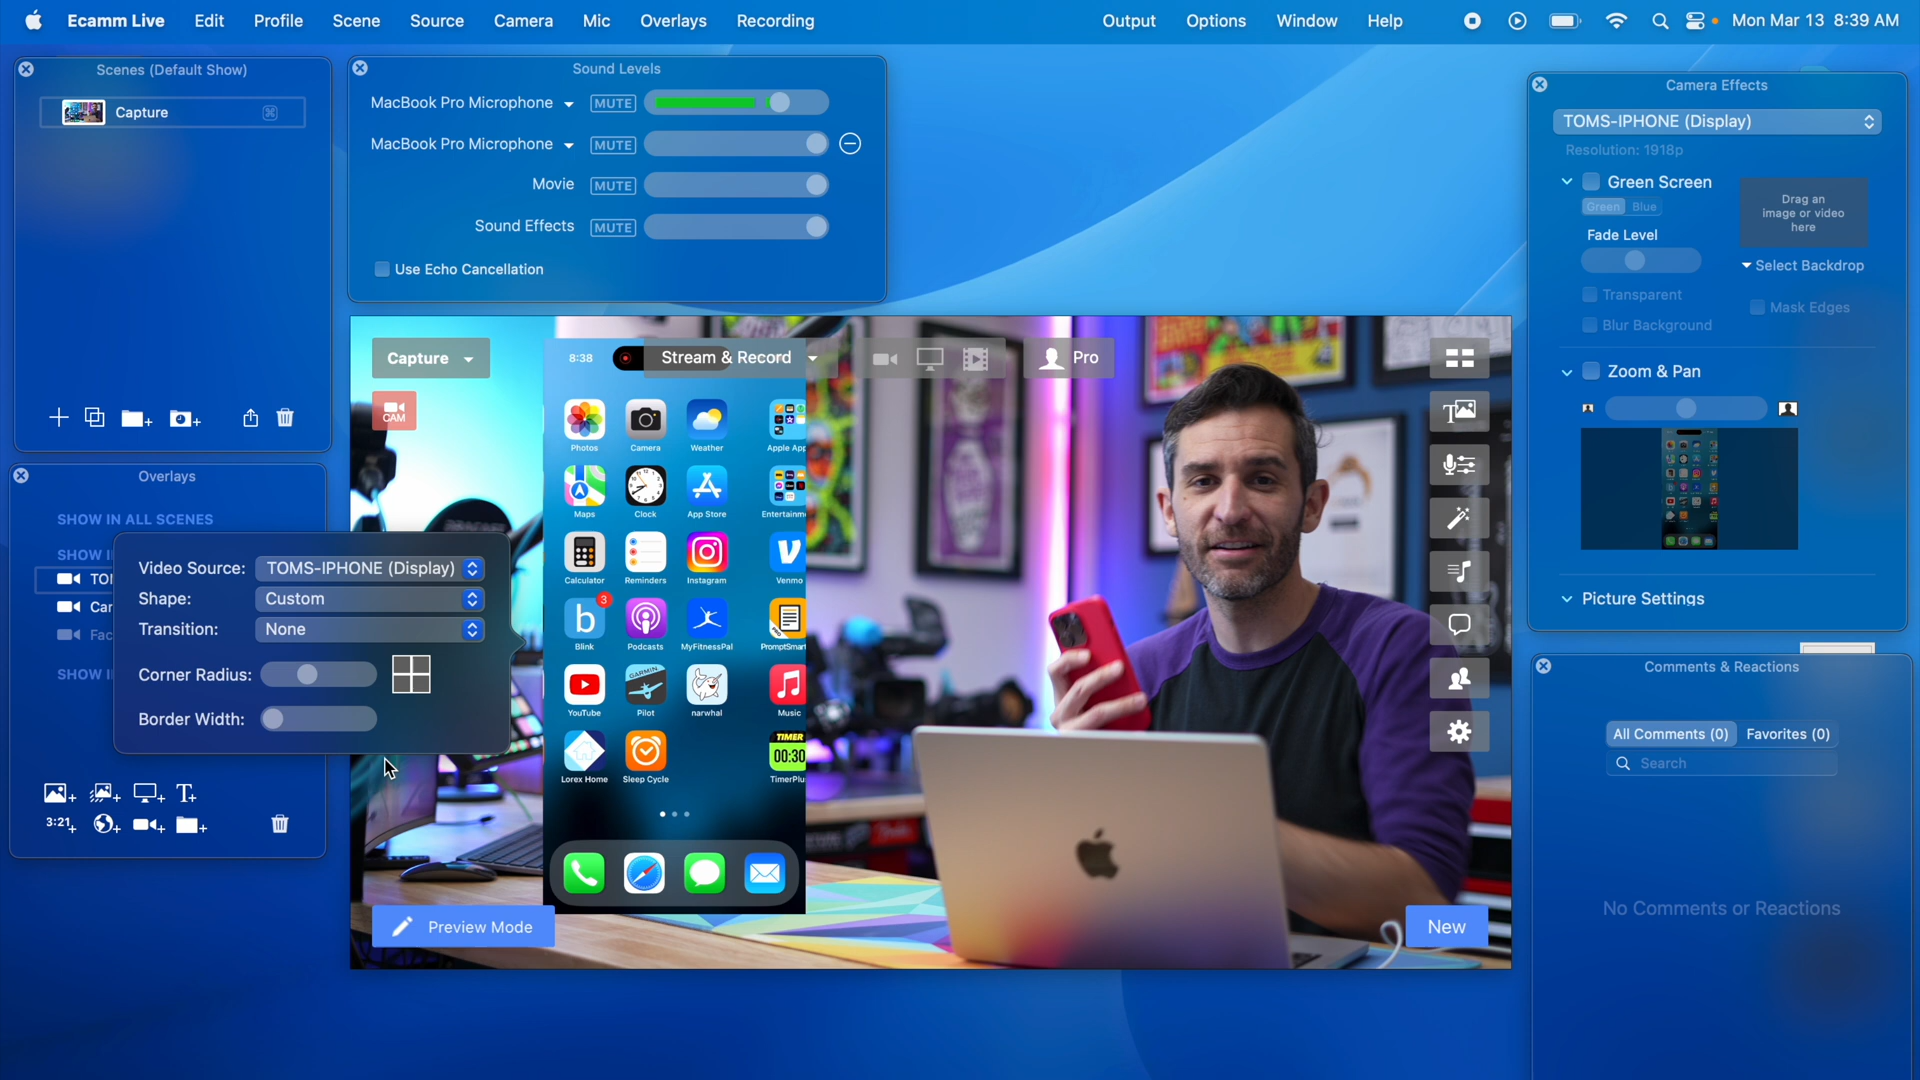 Ecamm Live Edit Profile Scene Source Camera Mic Overlays Recording Output Options Window Help Mon Mar 13 8:39 AM
Scenes (Default Show)
Capture
Sound Levels
MacBook Pro Microphone MUTE
MacBook Pro Microphone MUTE
Movie MUTE
Sound Effects MUTE
Use Echo Cancellation
Camera Effects
TOMS-IPHONE (Display)
Resolution: 1918p
Green Screen
Green Blue
Drag an
image or video
here
Fade Level
Select Backdrop
Transparent
Mask Edges
Blur Background
Zoom & Pan
Picture Settings
Overlays
SHOW IN ALL SCENES
SHOW I
TO
Car
Fac
SHOW I
Video Source: TOMS-IPHONE (Display)
Shape: Custom
Transition: None
Corner Radius:
Border Width:
3:21
Capture
CAM
8:38
Stream & Record
Pro
Photos Camera Weather Apple App
Maps Clock App Store Entertainm
Calculator Reminders Instagram Venmo
3
Blink Podcasts MyFitnessPal PromptSmart
GARMIN
YouTube Pilot narwhal Music
TIMER
00:30
Lorex Home Sleep Cycle TimerPlu
Preview Mode
New
Comments & Reactions
All Comments (0) Favorites (0)
Search
No Comments or Reactions